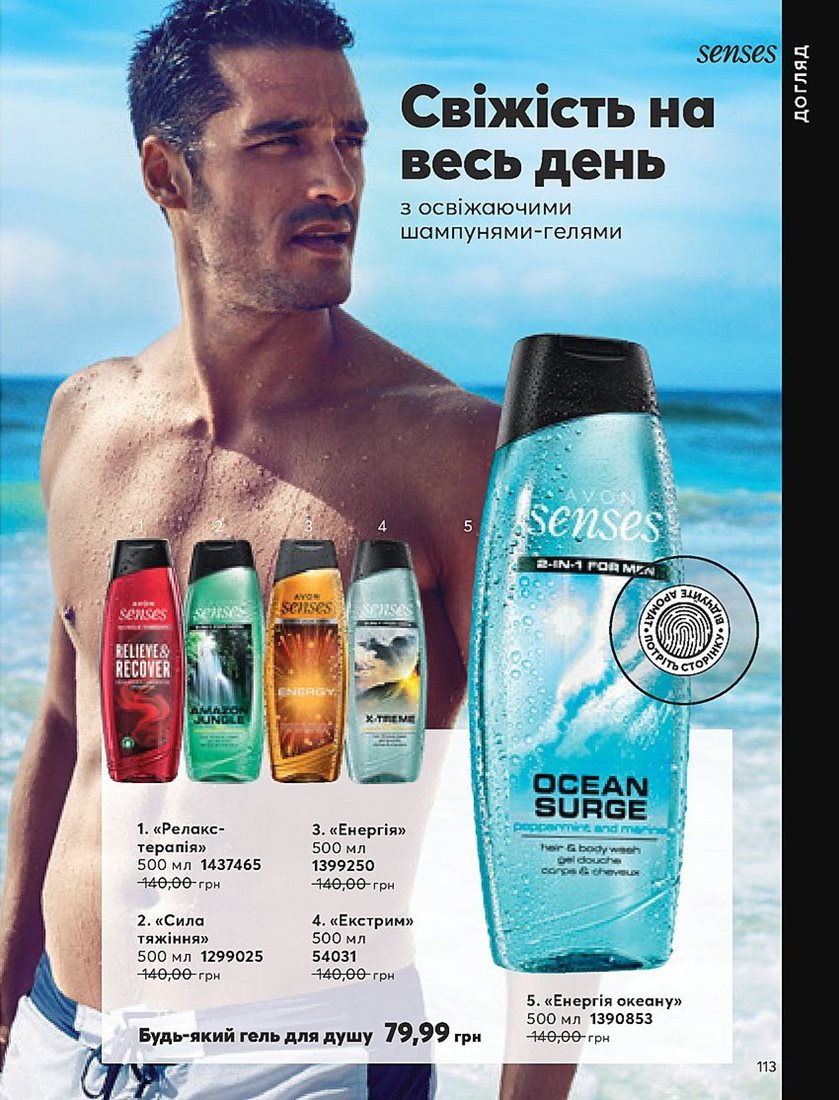 senses
ДОГЛЯД
Свіжість на
весь день
з освіжаючими
шампунями-гелями
1
2
3
4
5
AVON
senses
RELIEVE &
RECOVER
senses
AMAZON
JUNGLE
AVON
senses
ENERGY
senses
X-TREME
AVON
senses
2-IN-1 FOR MEN
OCEAN
SURGE
peppermint and marine
hair & body wash
gel douche
corps & cheveux
ВІДЧУЙТЕ АРОМАТ • ПОТРІТЬ СТОРІНКУ •
1. «Релакс-
терапія»
500 мл 1437465
140,00 грн
2. «Сила
тяжіння»
500 мл 1299025
140,00 грн
3. «Енергія»
500 мл
1399250
140,00 грн
4. «Екстрим»
500 мл
54031
140,00 грн
5. «Енергія океану»
500 мл 1390853
140,00 грн
Будь-який гель для душу 79,99 грн
113